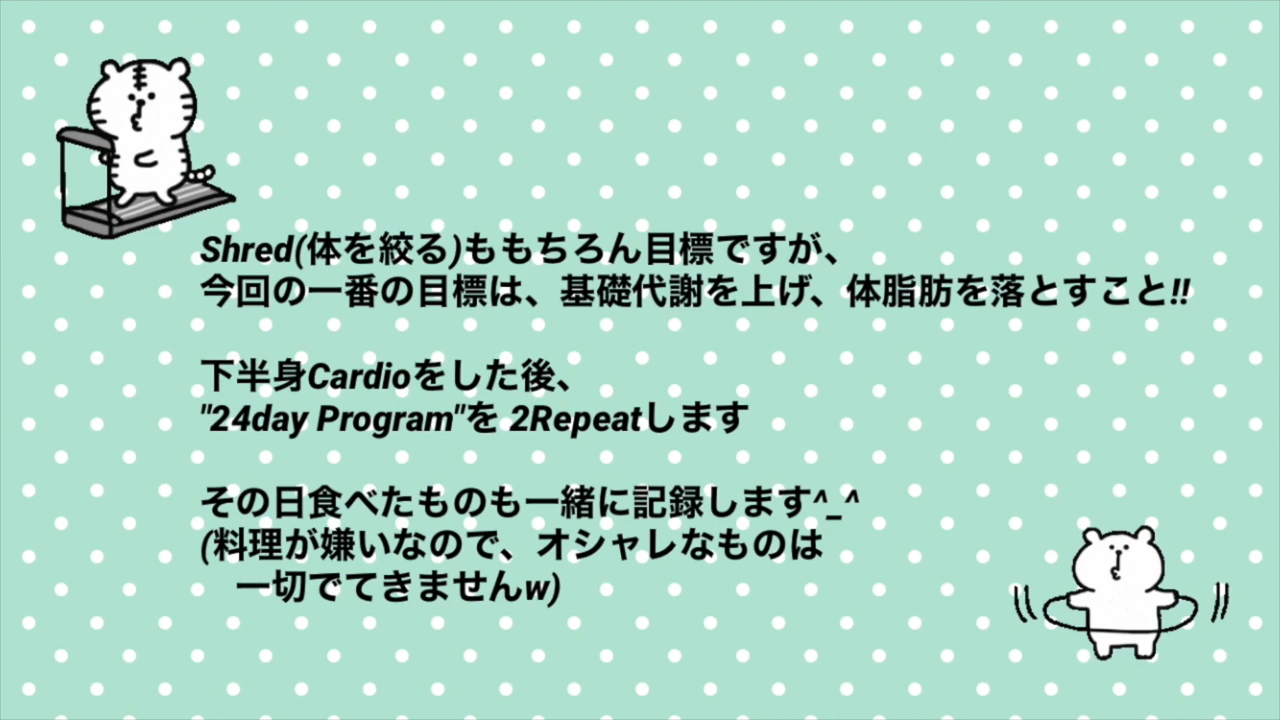 Shred(体を絞る)ももちろん目標ですが、
今回の一番の目標は、基礎代謝を上げ、体脂肪を落とすこと!!
下半身Cardioをした後、
"24day Program"を 2Repeatします
その日食べたものも一緒に記録します^_^
(料理が嫌いなので、オシャレなものは
一切でてきませんw)